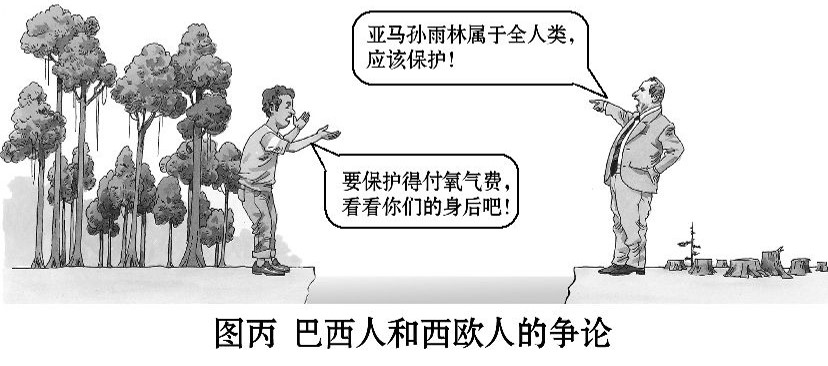 亚马孙雨林属于全人类，
应该保护！
要保护得付氧气费，
看看你们的身后吧！
图丙 巴西人和西欧人的争论